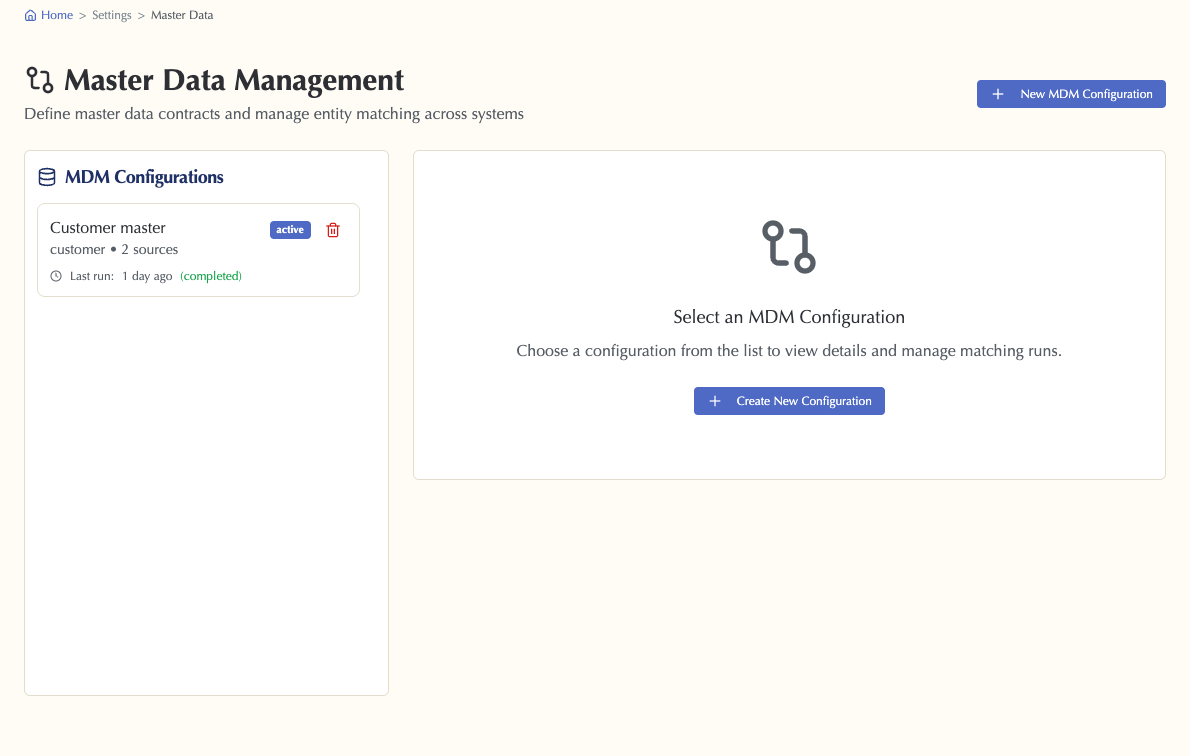 Home > Settings > Master Data
Master Data Management
Define master data contracts and manage entity matching across systems
New MDM Configuration
MDM Configurations
Customer master
active
customer • 2 sources
Last run: 1 day ago (completed)
Select an MDM Configuration
Choose a configuration from the list to view details and manage matching runs.
Create New Configuration